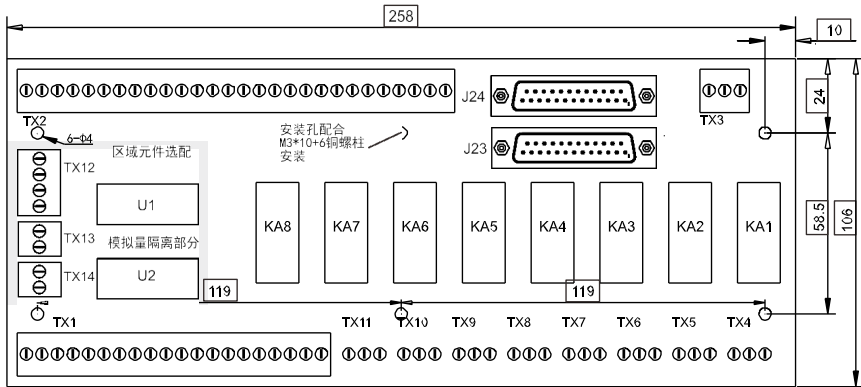 258
10
J24
TX3
24
TX2
6-Φ4
安装孔配合
M3*10+6铜螺柱
安装
J23
区域元件选配
TX12
U1
KA8 KA7 KA6 KA5 KA4 KA3 KA2 KA1
58.5
106
TX13
模拟量隔离部分
TX14
U2
119
119
TX1
TX11 TX10 TX9 TX8 TX7 TX6 TX5 TX4